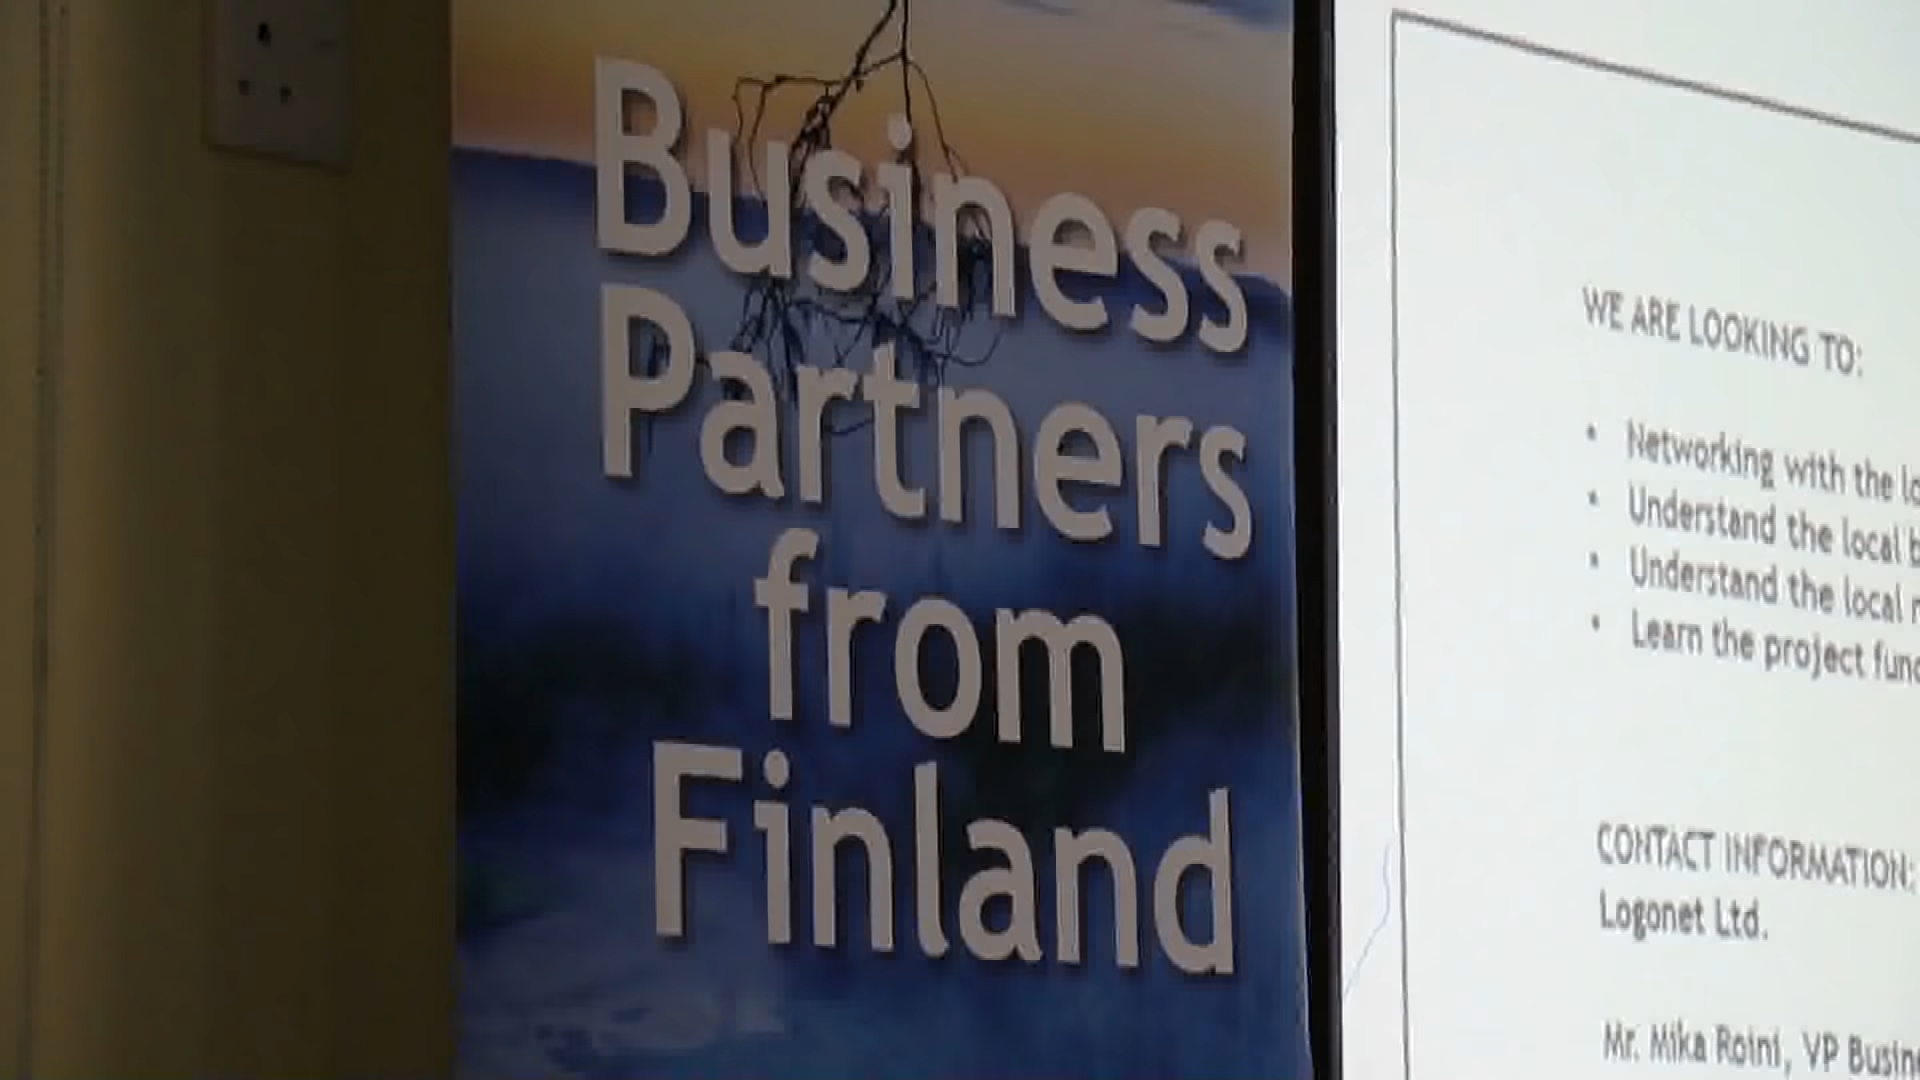 Business
Partners
from
Finland
WE ARE LOOKING TO:
• Networking with the
• Understand the local
• Understand the local
• Learn the project
CONTACT INFORMATION:
Logonet Ltd.
Mr. Mika Roini, VP